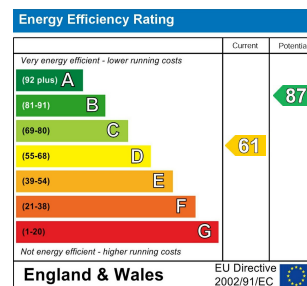 Energy Efficiency Rating
Current Potential
Very energy efficient - lower running costs
(92 plus) A
(81-91) B
87
(69-80) C
61
(55-68) D
(39-54) E
(21-38) F
(1-20) G
Not energy efficient - higher running costs
England & Wales
EU Directive
2002/91/EC